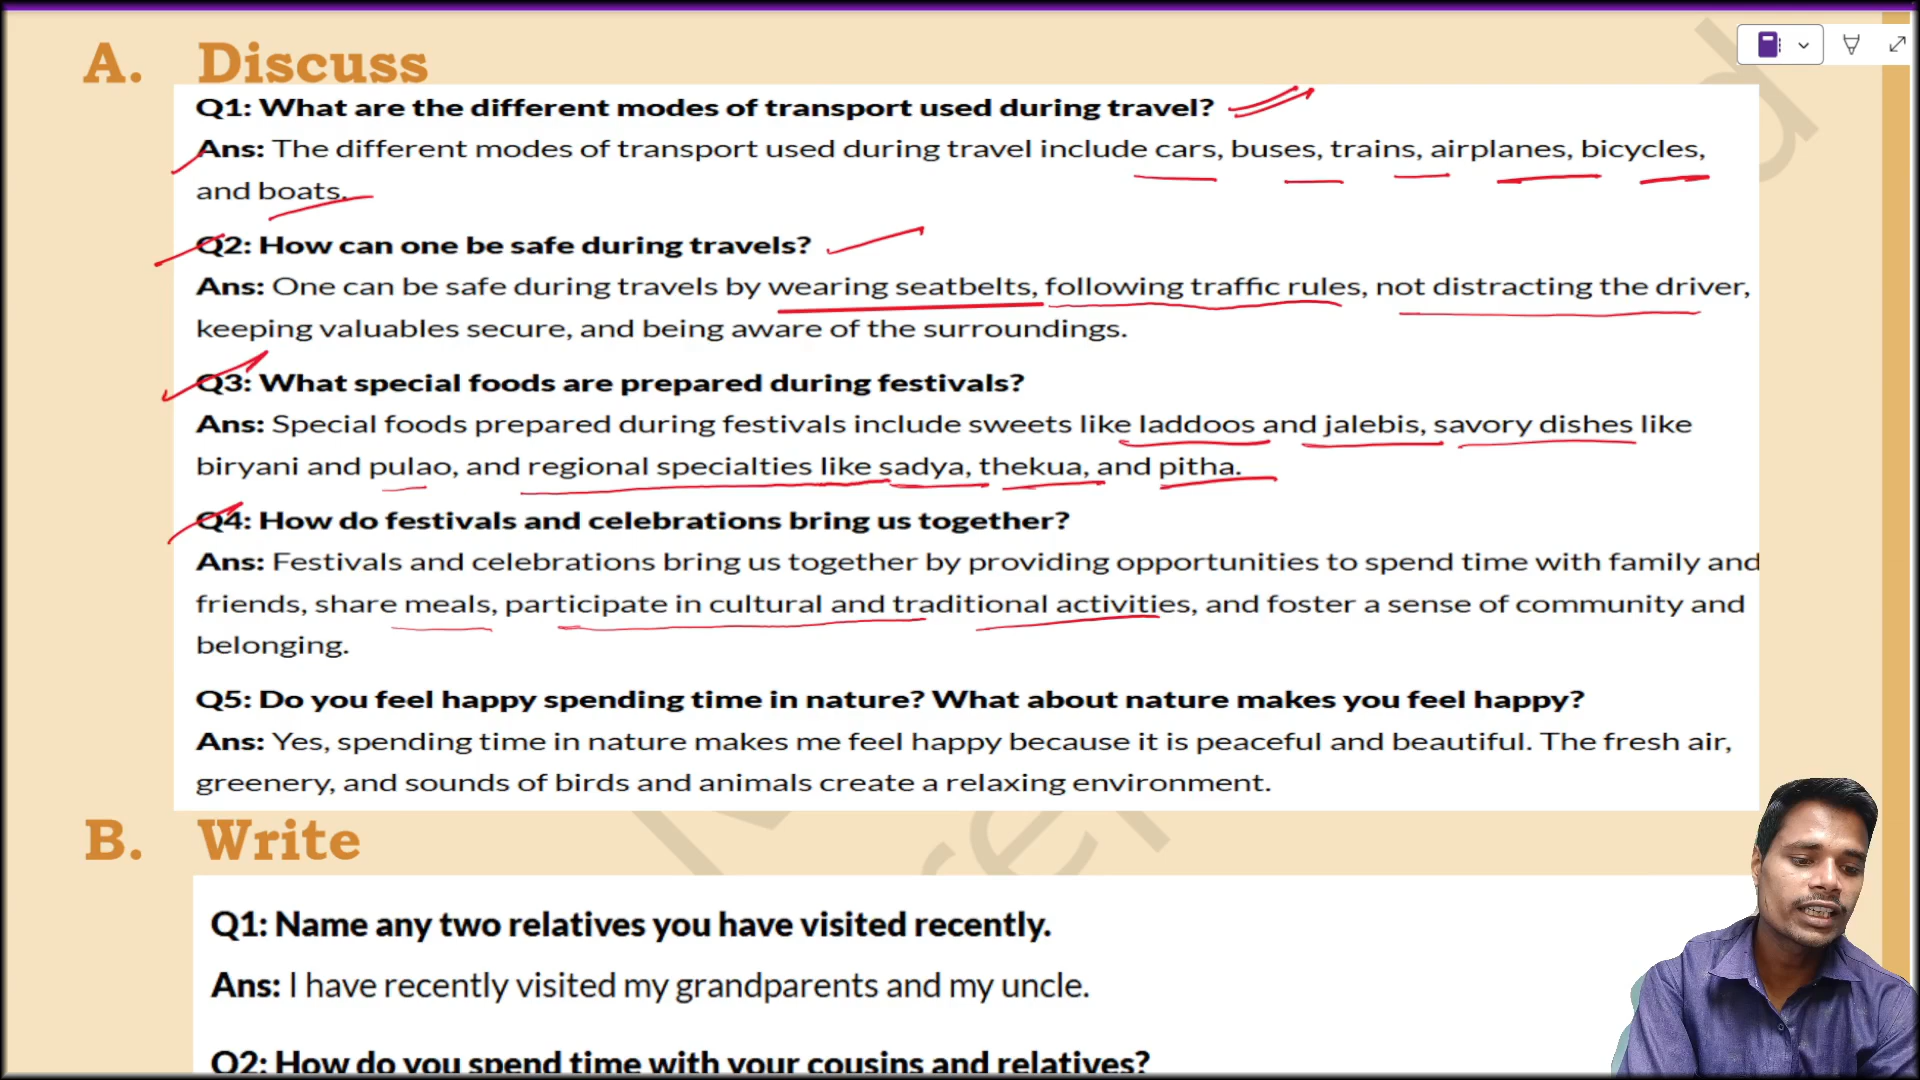 A. Discuss
Q1: What are the different modes of transport used during travel?
Ans: The different modes of transport used during travel include cars, buses, trains, airplanes, bicycles,
and boats.
Q2: How can one be safe during travels?
Ans: One can be safe during travels by wearing seatbelts, following traffic rules, not distracting the driver,
keeping valuables secure, and being aware of the surroundings.
Q3: What special foods are prepared during festivals?
Ans: Special foods prepared during festivals include sweets like laddoos and jalebis, savory dishes like
biryani and pulao, and regional specialties like sadya, thekua, and pitha.
Q4: How do festivals and celebrations bring us together?
Ans: Festivals and celebrations bring us together by providing opportunities to spend time with family and
friends, share meals, participate in cultural and traditional activities, and foster a sense of community and
belonging.
Q5: Do you feel happy spending time in nature? What about nature makes you feel happy?
Ans: Yes, spending time in nature makes me feel happy because it is peaceful and beautiful. The fresh air,
greenery, and sounds of birds and animals create a relaxing environment.
B. Write
Q1: Name any two relatives you have visited recently.
Ans: I have recently visited my grandparents and my uncle.
Q2: How do you spend time with your cousins and relatives?